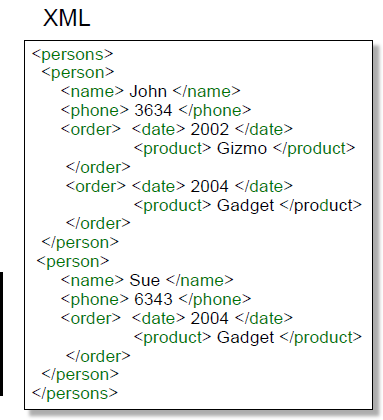 XML
<persons>
<person>
<name> John </name>
<phone> 3634 </phone>
<order> <date> 2002 </date>
<product> Gizmo </product>
</order>
<order> <date> 2004 </date>
<product> Gadget </product>
</order>
</person>
<person>
<name> Sue </name>
<phone> 6343 </phone>
<order> <date> 2004 </date>
<product> Gadget </product>
</order>
</person>
</persons>